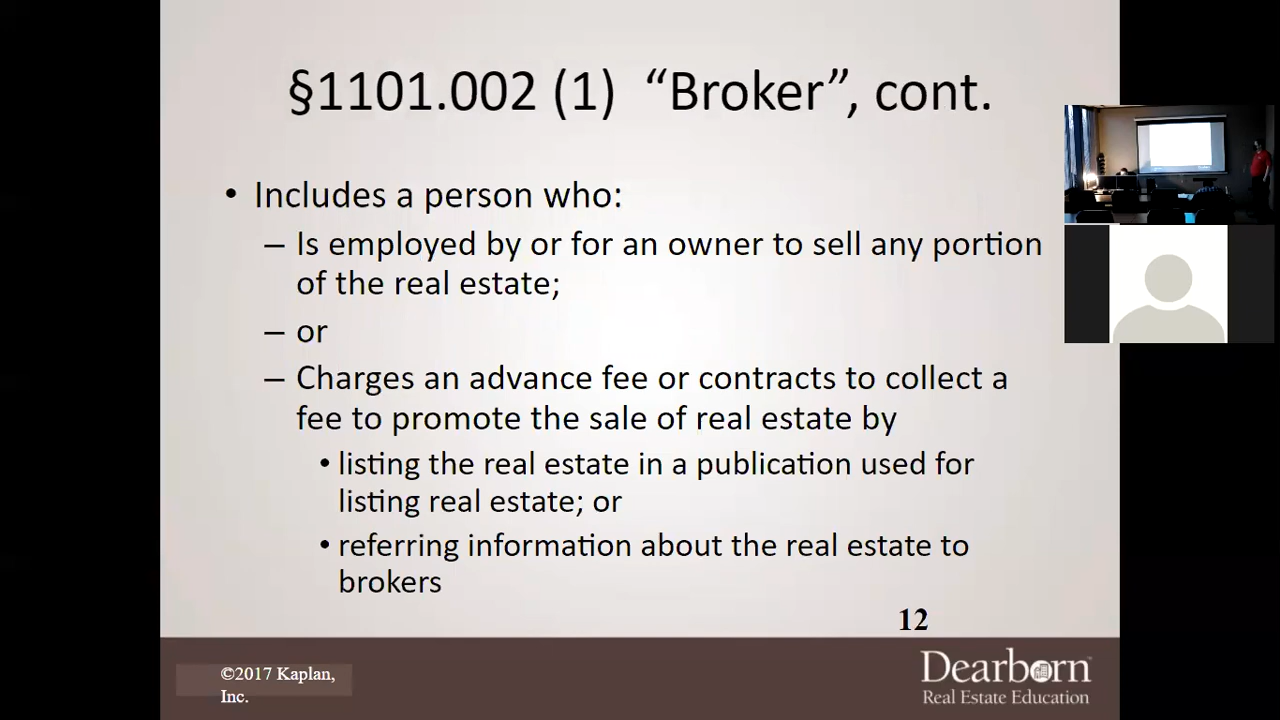 §1101.002 (1) “Broker”, cont.
• Includes a person who:
– Is employed by or for an owner to sell any portion
of the real estate;
– or
– Charges an advance fee or contracts to collect a
fee to promote the sale of real estate by
• listing the real estate in a publication used for
listing real estate; or
• referring information about the real estate to
brokers
12
©2017 Kaplan,
Inc.
Dearborn
Real Estate Education